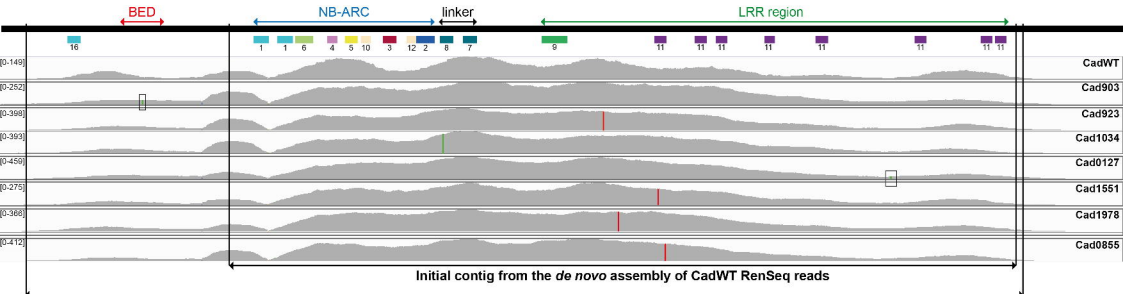 BED NB-ARC linker LRR region
16 1 1 6 4 5 10 3 12 2 8 7 9 11 11 11 11 11 11 11 11
[0-149] CadWT
[0-252] Cad903
[0-398] Cad923
[0-393] Cad1034
[0-459] Cad0127
[0-275] Cad1551
[0-366] Cad1978
[0-412] Cad0855
Initial contig from the de novo assembly of CadWT RenSeq reads